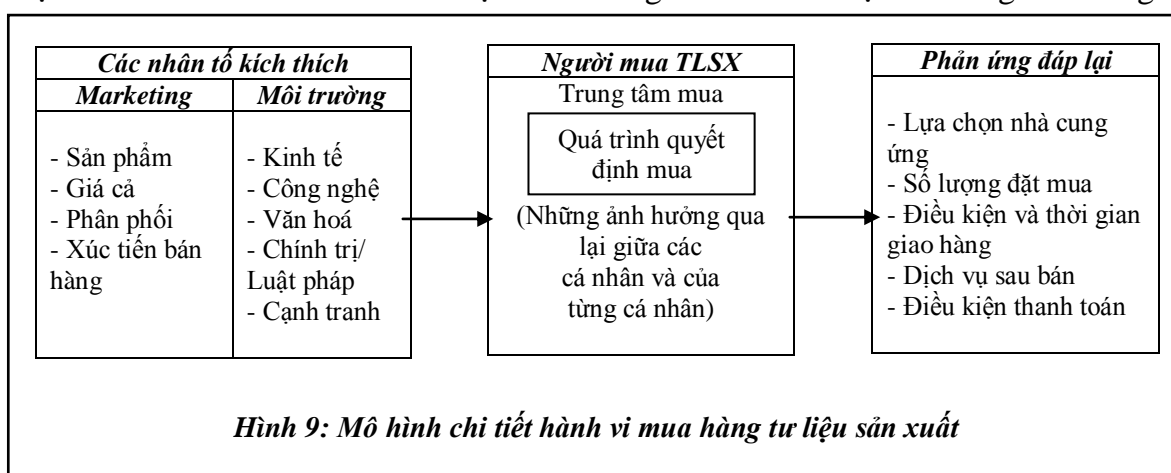 Các nhân tố kích thích
Marketing
Môi trường
- Sản phẩm
- Giá cả
- Phân phối
- Xúc tiến bán
hàng
- Kinh tế
- Công nghệ
- Văn hoá
- Chính trị/
Luật pháp
- Cạnh tranh
Người mua TLSX
Trung tâm mua
Quá trình quyết
định mua
(Những ảnh hưởng qua
lại giữa các
cá nhân và của
từng cá nhân)
Phản ứng đáp lại
- Lựa chọn nhà cung
ứng
- Số lượng đặt mua
- Điều kiện và thời gian
giao hàng
- Dịch vụ sau bán
- Điều kiện thanh toán
Hình 9: Mô hình chi tiết hành vi mua hàng tư liệu sản xuất